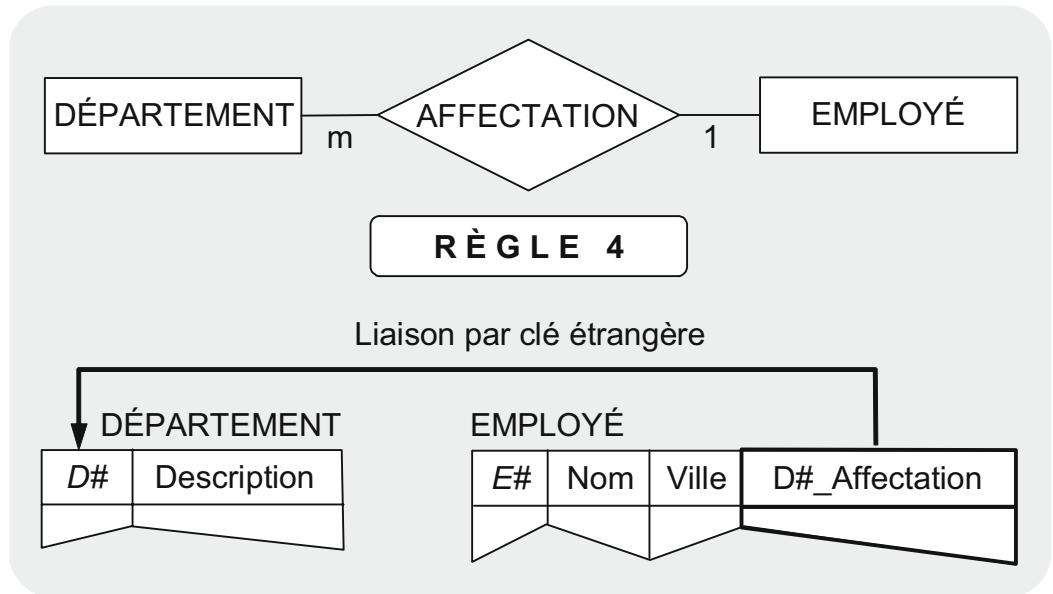 DÉPARTEMENT m AFFECTATION 1 EMPLOYÉ
RÈGLE 4
Liaison par clé étrangère
DÉPARTEMENT EMPLOYÉ
D# Description E# Nom Ville D#_Affectation